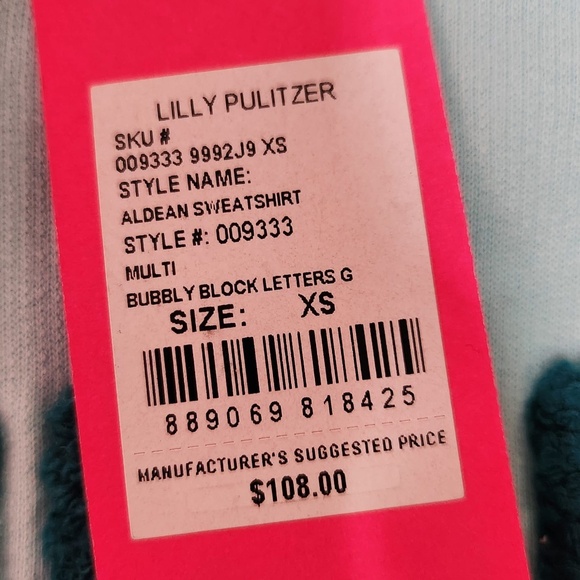 LILLY PULITZER
SKU #
009333 9992J9 XS
STYLE NAME:
ALDEAN SWEATSHIRT
STYLE #: 009333
MULTI
BUBBLY BLOCK LETTERS G
SIZE: XS
889069 818425
MANUFACTURER'S SUGGESTED PRICE
$108.00